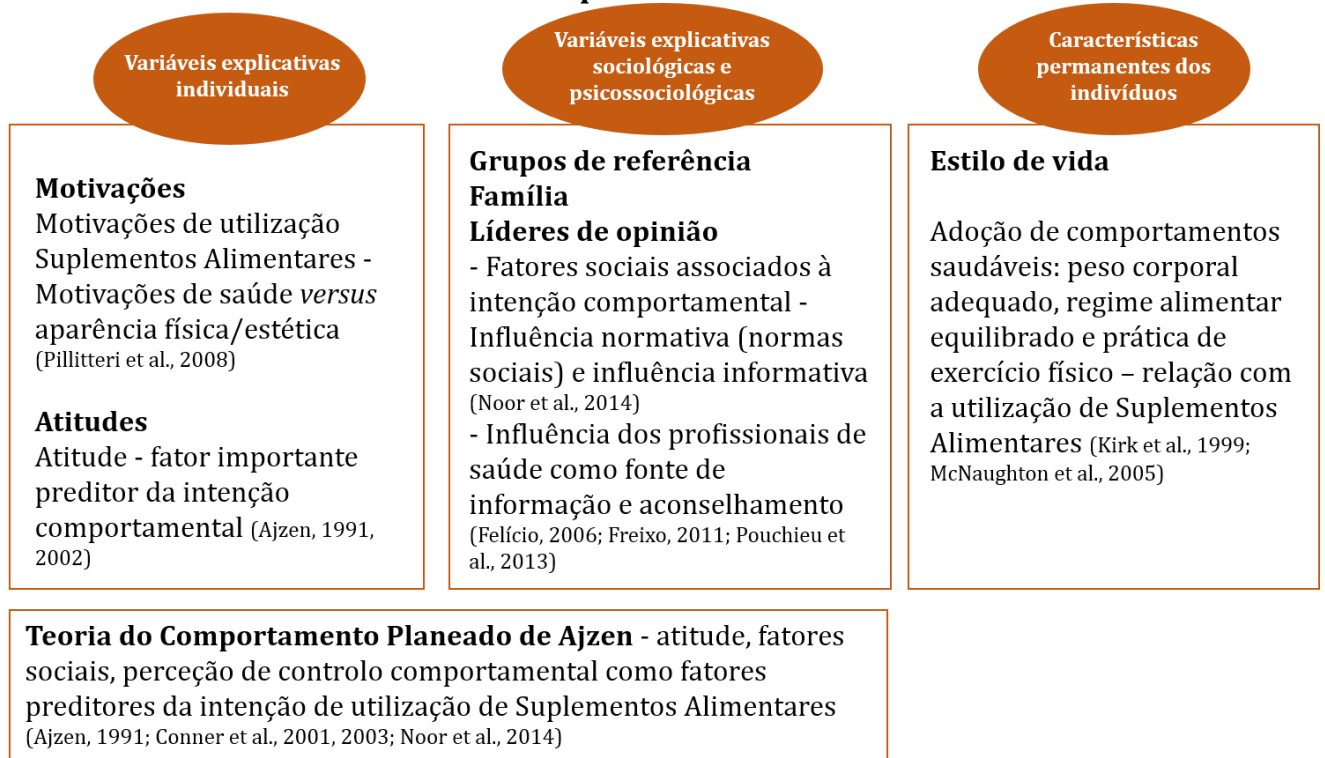 Variáveis explicativas
individuais
Variáveis explicativas
sociológicas e
psicossociológicas
Características
permanentes dos
indivíduos
Motivações
Motivações de utilização
Suplementos Alimentares -
Motivações de saúde versus
aparência física/estética
(Pillitteri et al., 2008)
Atitudes
Atitude - fator importante
preditor da intenção
comportamental (Ajzen, 1991,
2002)
Grupos de referência
Família
Líderes de opinião
- Fatores sociais associados à
intenção comportamental -
Influência normativa (normas
sociais) e influência informativa
(Noor et al., 2014)
- Influência dos profissionais de
saúde como fonte de
informação e aconselhamento
(Felício, 2006; Freixo, 2011; Pouchieu et
al., 2013)
Estilo de vida
Adoção de comportamentos
saudáveis: peso corporal
adequado, regime alimentar
equilibrado e prática de
exercício físico – relação com
a utilização de Suplementos
Alimentares (Kirk et al., 1999;
McNaughton et al., 2005)
Teoria do Comportamento Planeado de Ajzen - atitude, fatores
sociais, perceção de controlo comportamental como fatores
preditores da intenção de utilização de Suplementos Alimentares
(Ajzen, 1991; Conner et al., 2001, 2003; Noor et al., 2014)